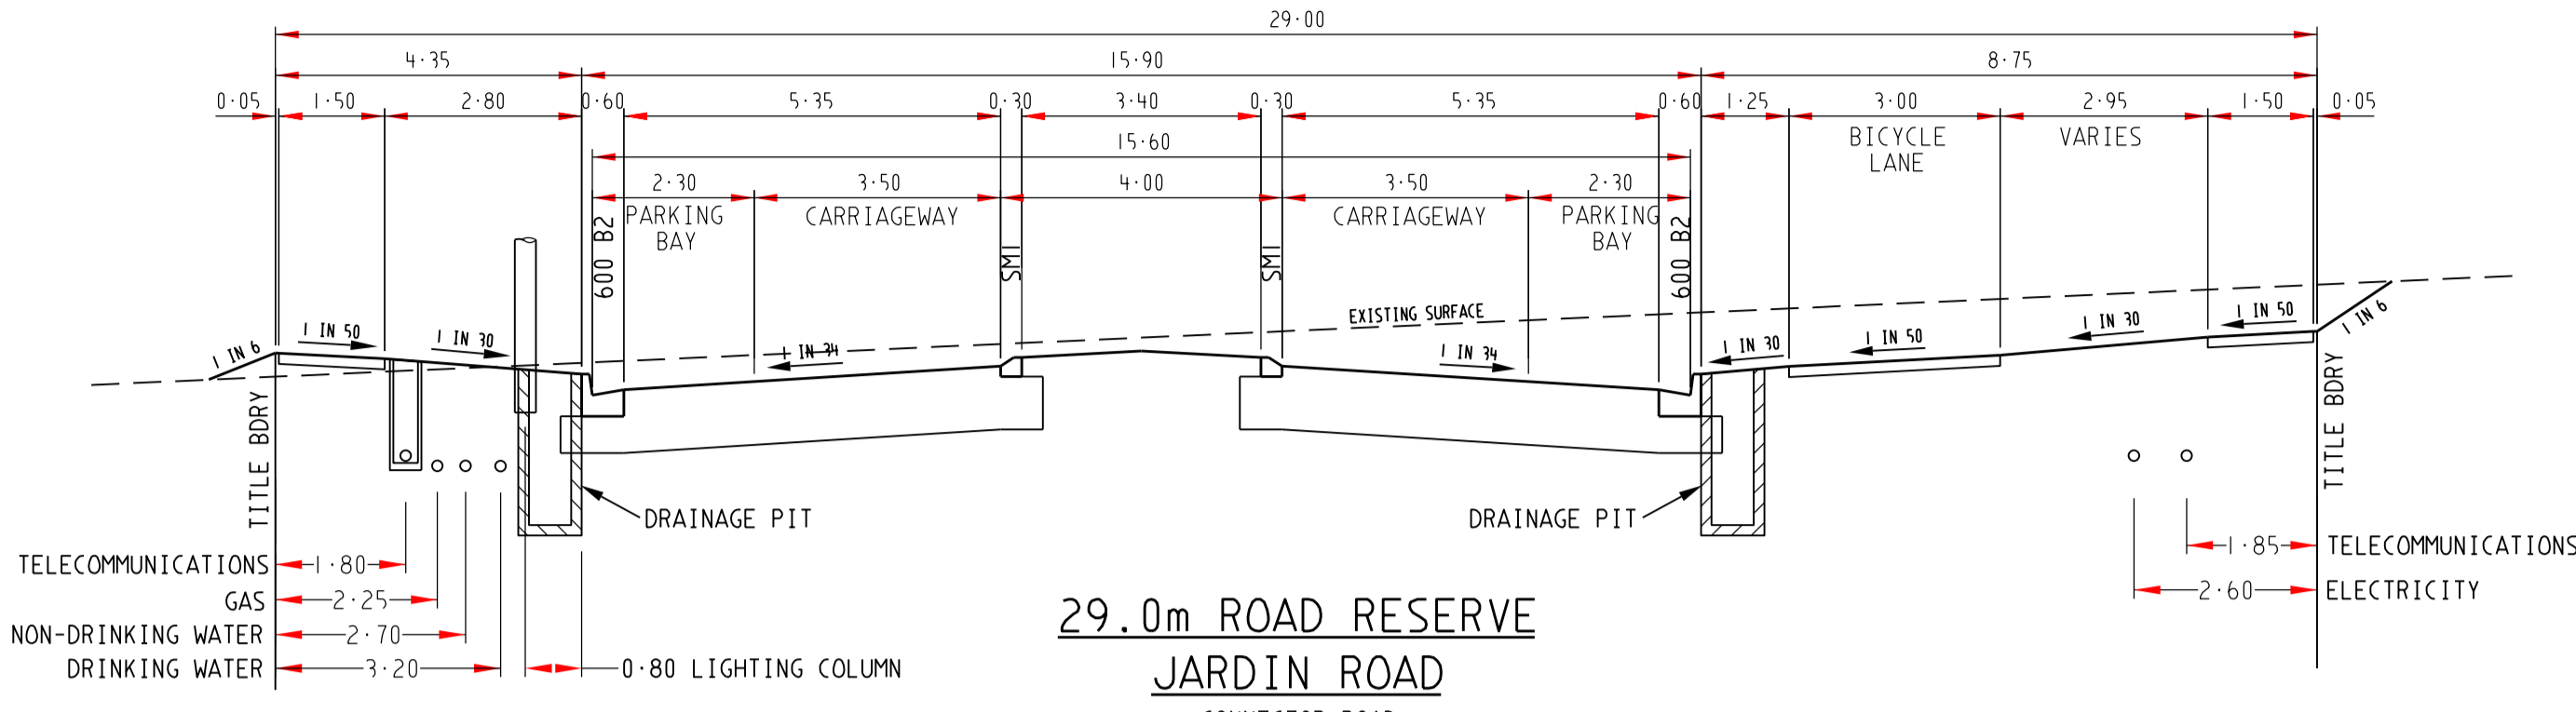 29·00
4·35 15·90 8·75
0·05 1·50 2·80 0·60 5·35 0·30 3·40 0·30 5·35 0·60 1·25 3·00 2·95 1·50 0·05
BICYCLE LANE VARIES
15·60
2·30 3·50 4·00 3·50 2·30
PARKING BAY CARRIAGEWAY CARRIAGEWAY PARKING BAY
600 B2 SM1 SM1 600 B2
EXISTING SURFACE
1 IN 6 1 IN 50 1 IN 30 1 IN 34 1 IN 34 1 IN 30 1 IN 50 1 IN 30 1 IN 50 1 IN 6
TITLE BDRY TITLE BDRY
DRAINAGE PIT DRAINAGE PIT
TELECOMMUNICATIONS 1·80
GAS 2·25
NON-DRINKING WATER 2·70
DRINKING WATER 3·20
0·80 LIGHTING COLUMN
1·85 TELECOMMUNICATIONS
2·60 ELECTRICITY
29.0m ROAD RESERVE
JARDIN ROAD